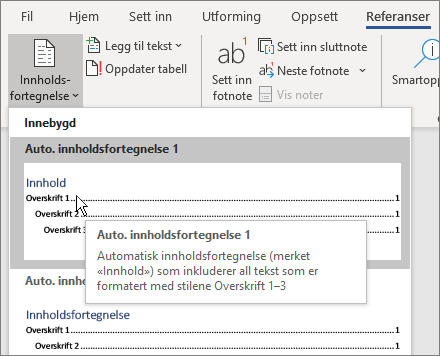 Fil Hjem Sett inn Utforming Oppsett Referanser
Innholds-
fortegnelse
Legg til tekst
Oppdater tabell
ab1
Sett inn
fotnote
Sett inn sluttnote
ab1 Neste fotnote
Vis noter
Smartopp
Innebygd
Auto. innholdsfortegnelse 1
Innhold
Overskrift 1 1
Overskrift 2 1
Overskrift 3 1
Auto. innholdsfortegnelse 1
Automatisk innholdsfortegnelse (merket
«Innhold») som inkluderer all tekst som er
formatert med stilene Overskrift 1–3
Auto. innh
Innholdsfortegnelse
Overskrift 1 1
Overskrift 2 1